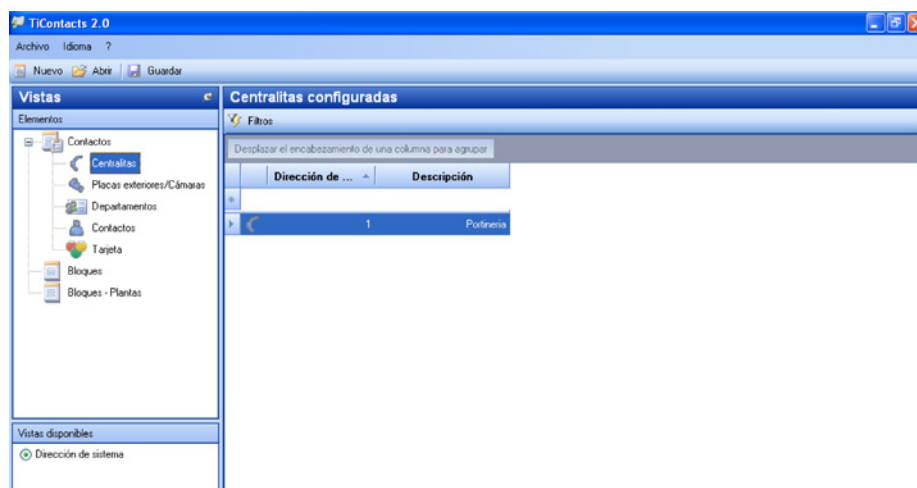 TiContacts 2.0
Archivo Idioma ?
Nuevo Abrir Guardar
Vistas
Elementos
Contactos
Centralitas
Placas exteriores/Cámaras
Departamentos
Contactos
Tarjeta
Bloques
Bloques - Plantas
Vistas disponibles
Dirección de sistema
Centralitas configuradas
Filtros
Desplazar el encabezamiento de una columna para agrupar
Dirección de ... Descripción
1 Portineria